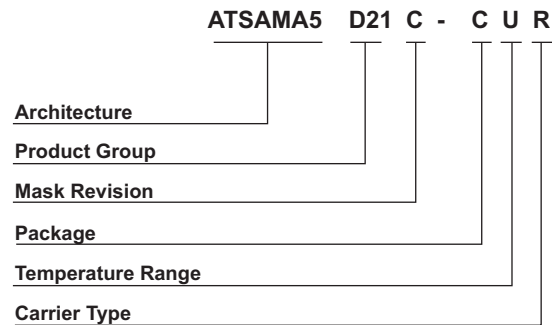 ATSAMA5 D21 C - C U R
Architecture
Product Group
Mask Revision
Package
Temperature Range
Carrier Type